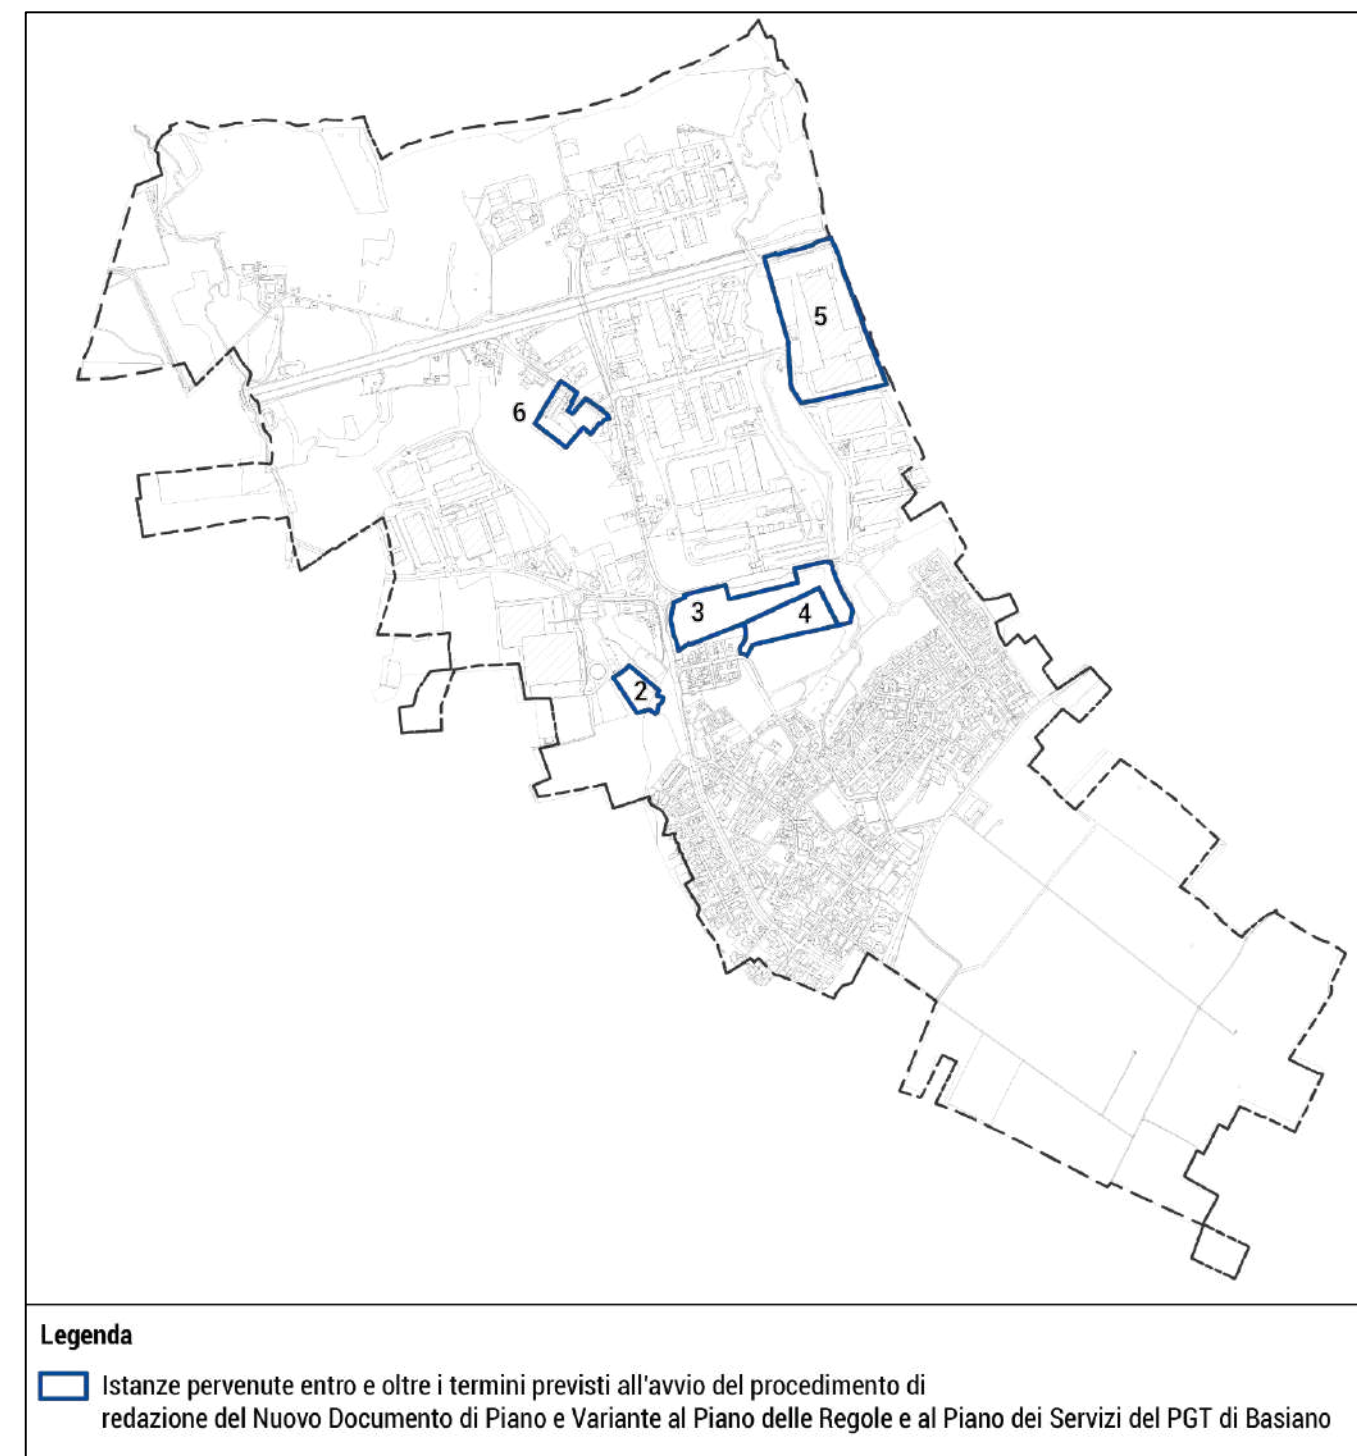 5
6
3
4
2
Legenda
Istanze pervenute entro e oltre i termini previsti all'avvio del procedimento di
redazione del Nuovo Documento di Piano e Variante al Piano delle Regole e al Piano dei Servizi del PGT di Basiano